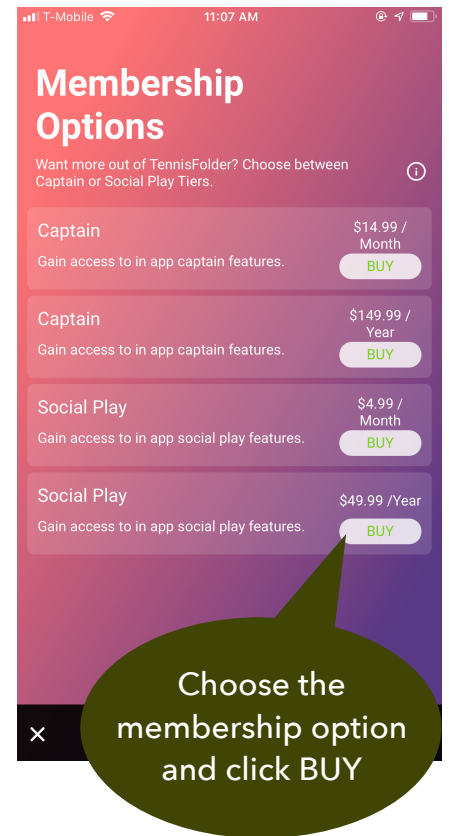 T-Mobile 11:07 AM
Membership
Options
Want more out of TennisFolder? Choose between
Captain or Social Play Tiers.
Captain
Gain access to in app captain features.
$14.99 /
Month
BUY
Captain
Gain access to in app captain features.
$149.99 /
Year
BUY
Social Play
Gain access to in app social play features.
$4.99 /
Month
BUY
Social Play
Gain access to in app social play features.
$49.99 /Year
BUY
Choose the
membership option
and click BUY